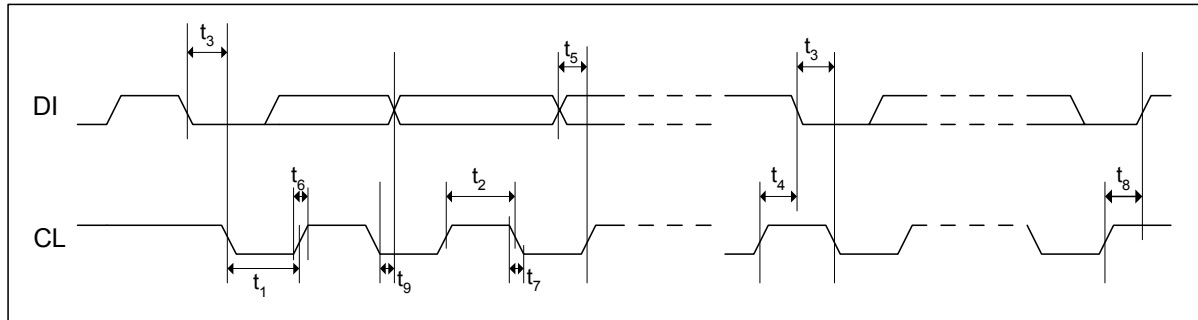 t₃
t₅
t₃
DI
t₆
t₂
t₄
t₈
CL
t₁
t₉
t₇